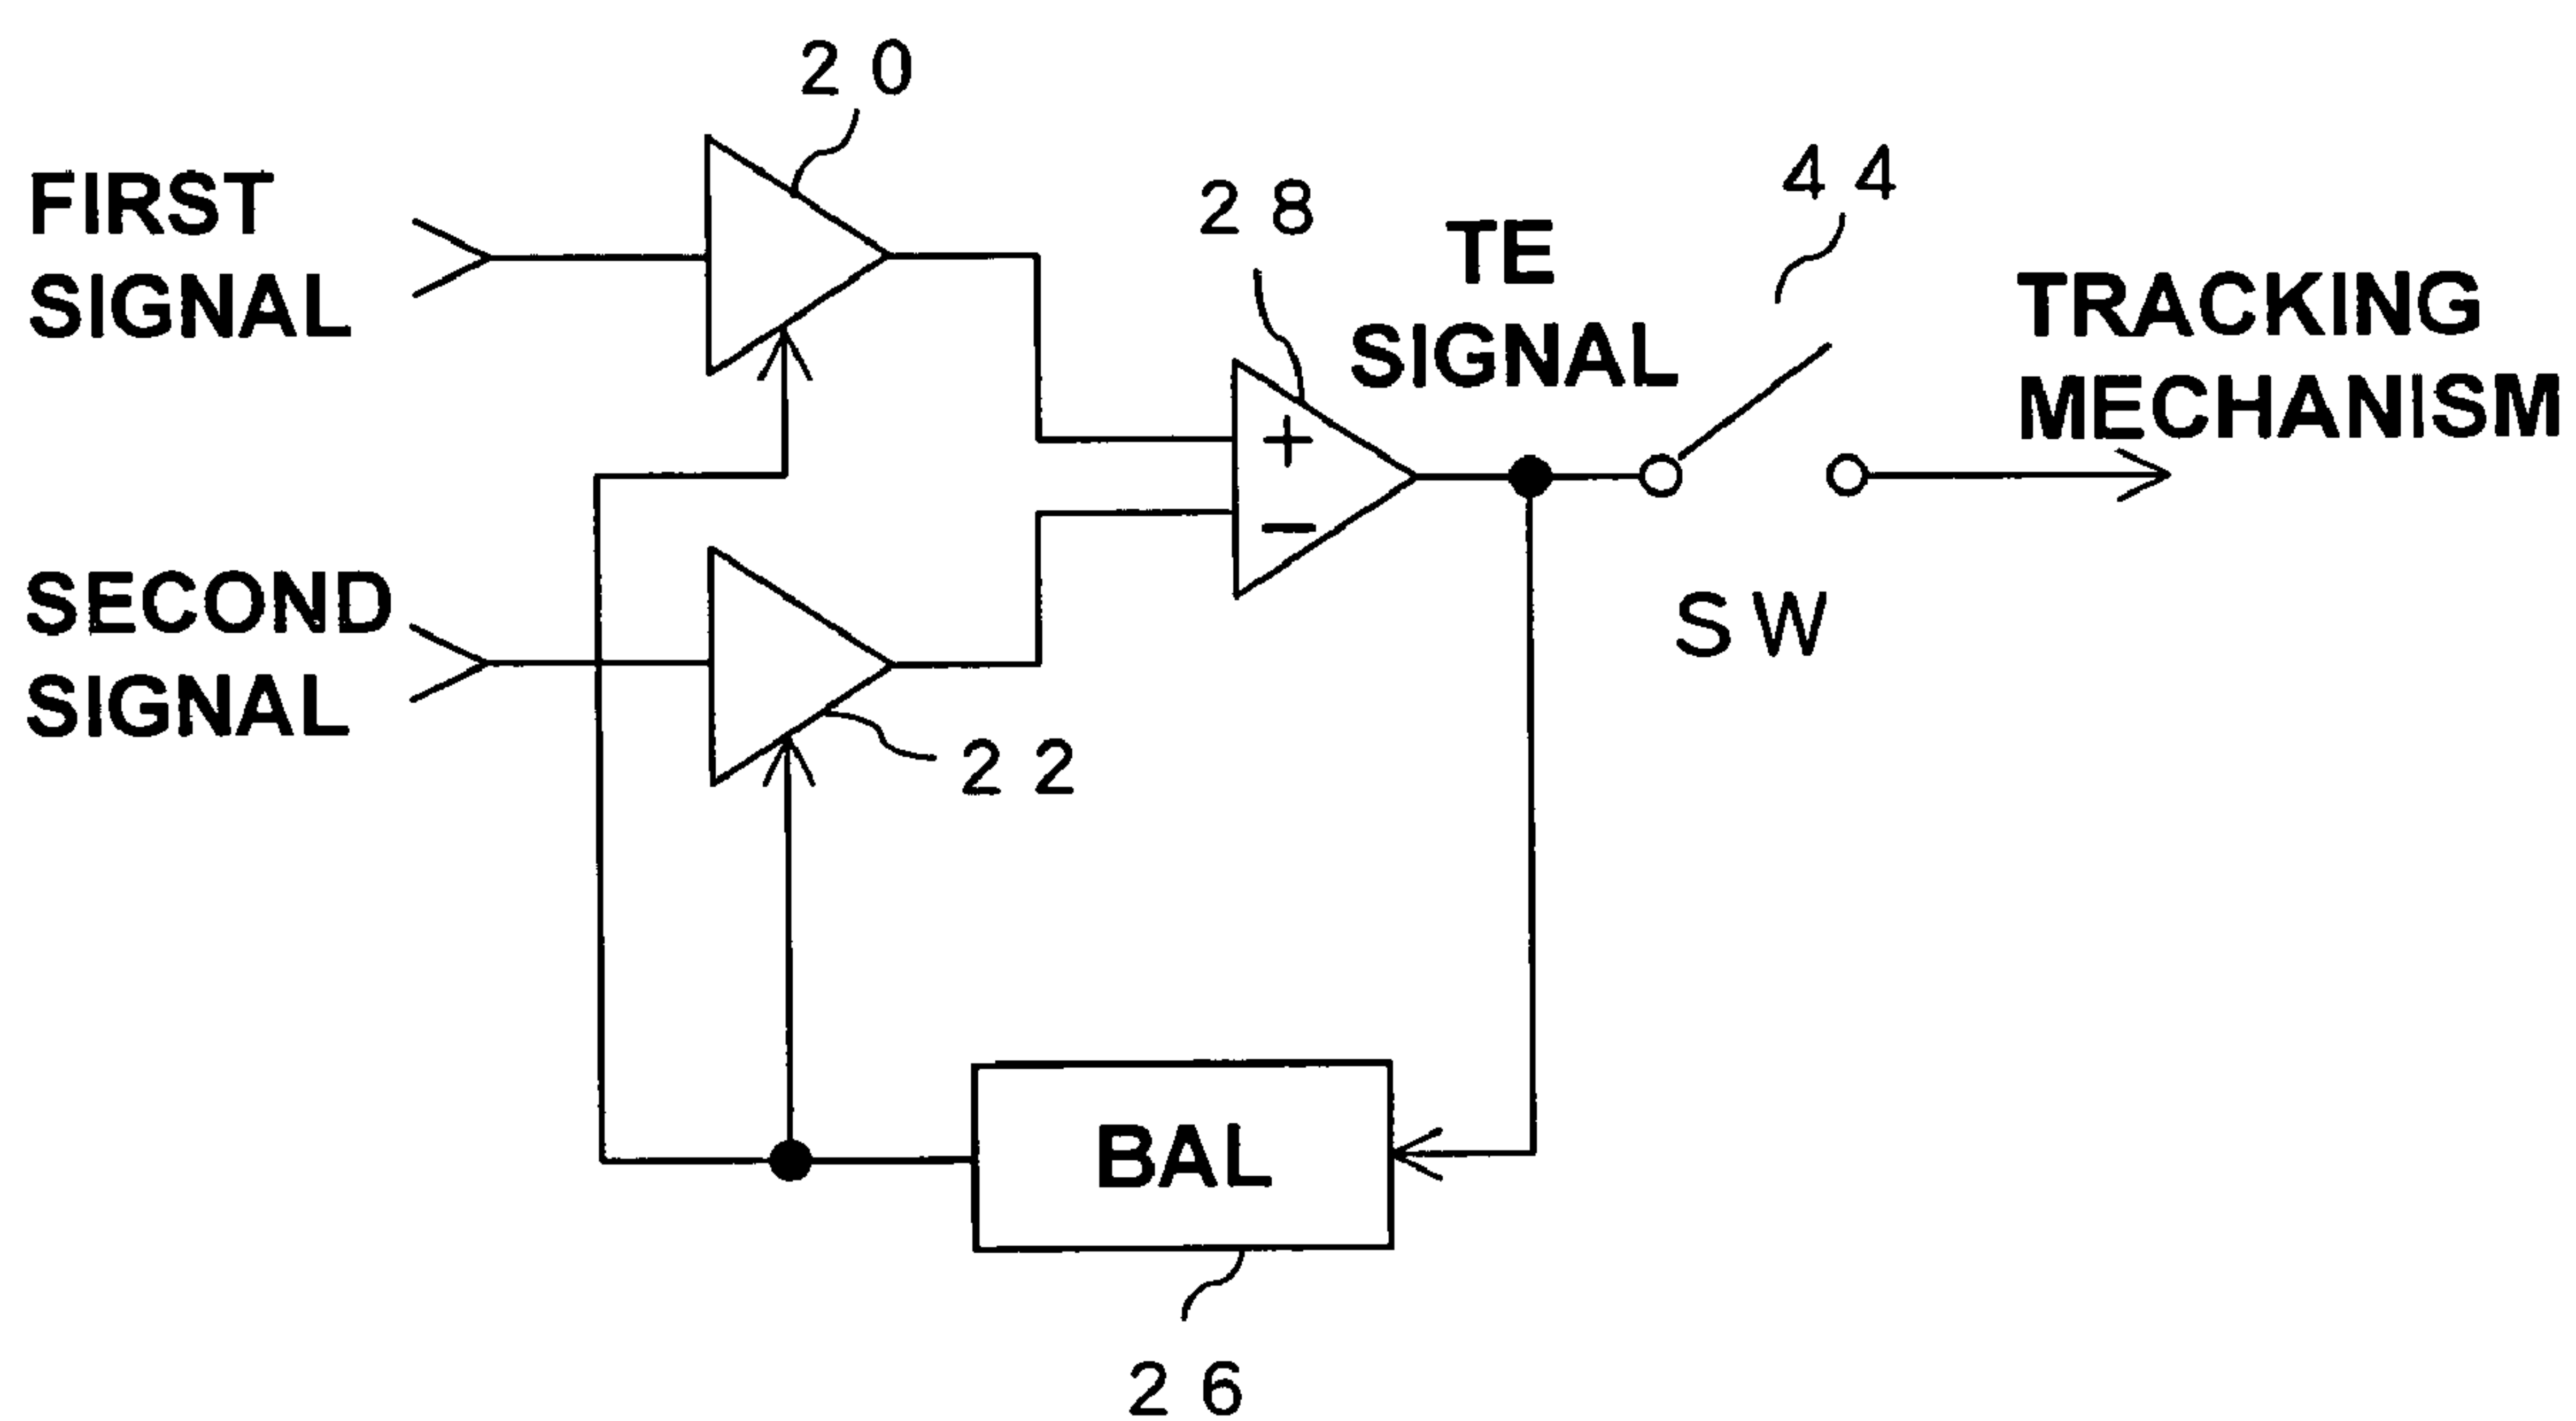 2 0
FIRST
SIGNAL
4 4
2 8
TE
SIGNAL
TRACKING
MECHANISM
+
−
SECOND
SIGNAL
S W
2 2
BAL
2 6